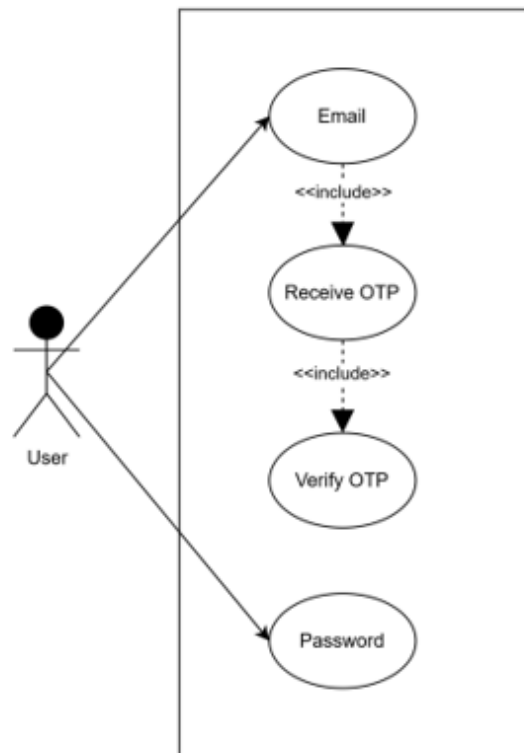 Email
<<include>>
Receive OTP
<<include>>
User
Verify OTP
Password